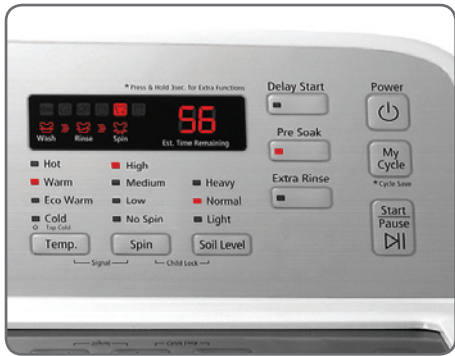 * Press & Hold 3sec. for Extra Functions
56
Wash Rinse Spin
Est. Time Remaining
Hot
Warm
Eco Warm
Cold
Tap Cold
Temp.
High
Medium
Low
No Spin
Spin
Heavy
Normal
Light
Soil Level
Signal
Child Lock
Delay Start
Pre Soak
Extra Rinse
Power
My
Cycle
* Cycle Save
Start
Pause